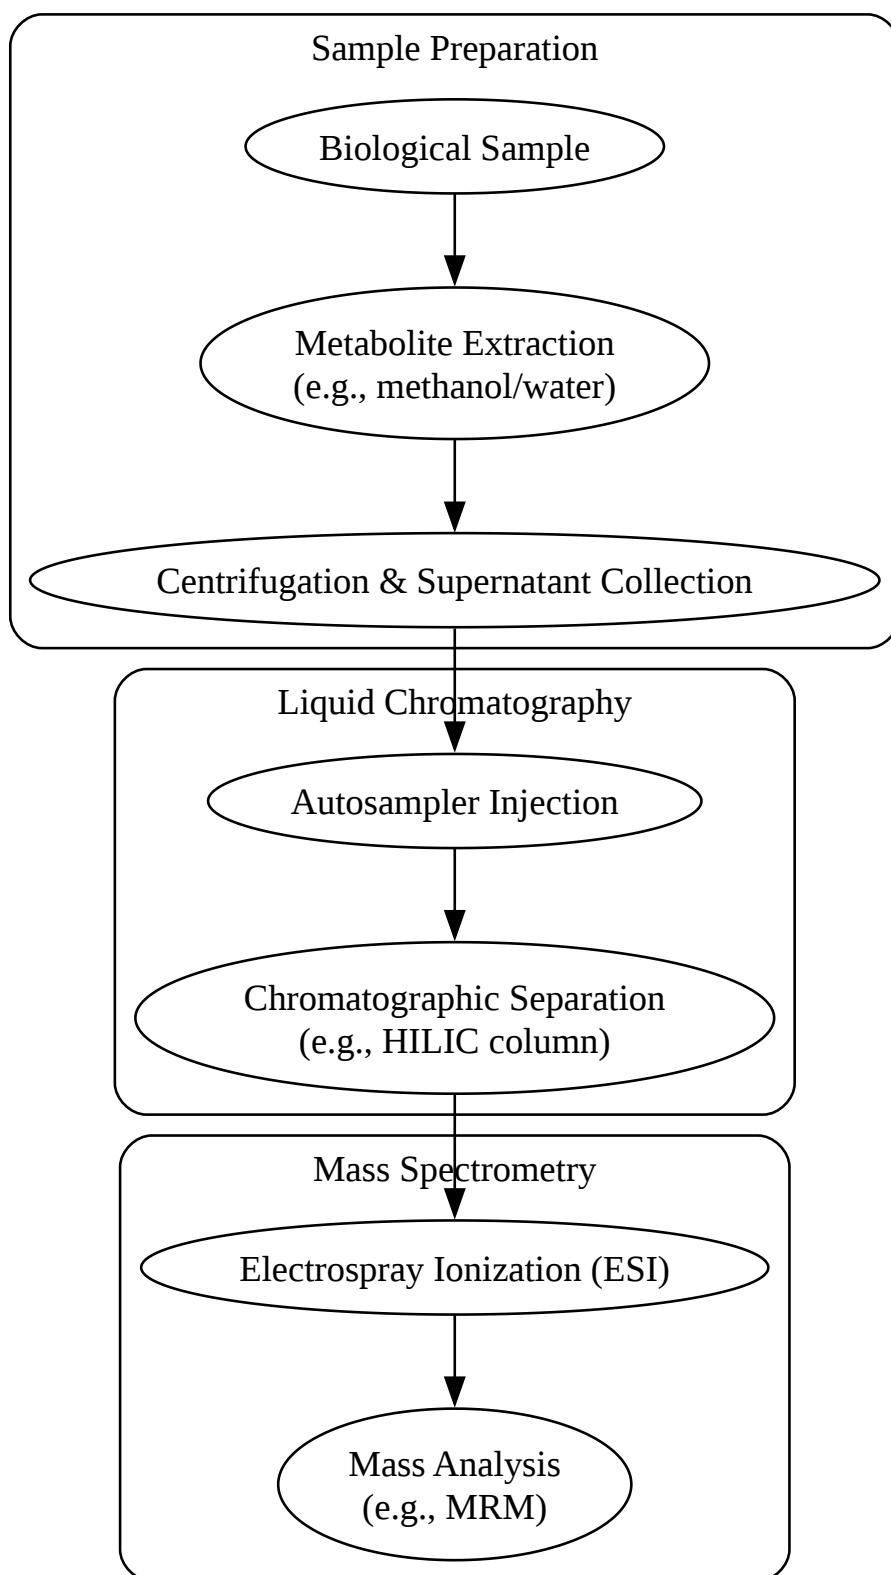 Sample Preparation
Biological Sample
Metabolite Extraction
(e.g., methanol/water)
Centrifugation & Supernatant Collection
Liquid Chromatography
Autosampler Injection
Chromatographic Separation
(e.g., HILIC column)
Mass Spectrometry
Electrospray Ionization (ESI)
Mass Analysis
(e.g., MRM)